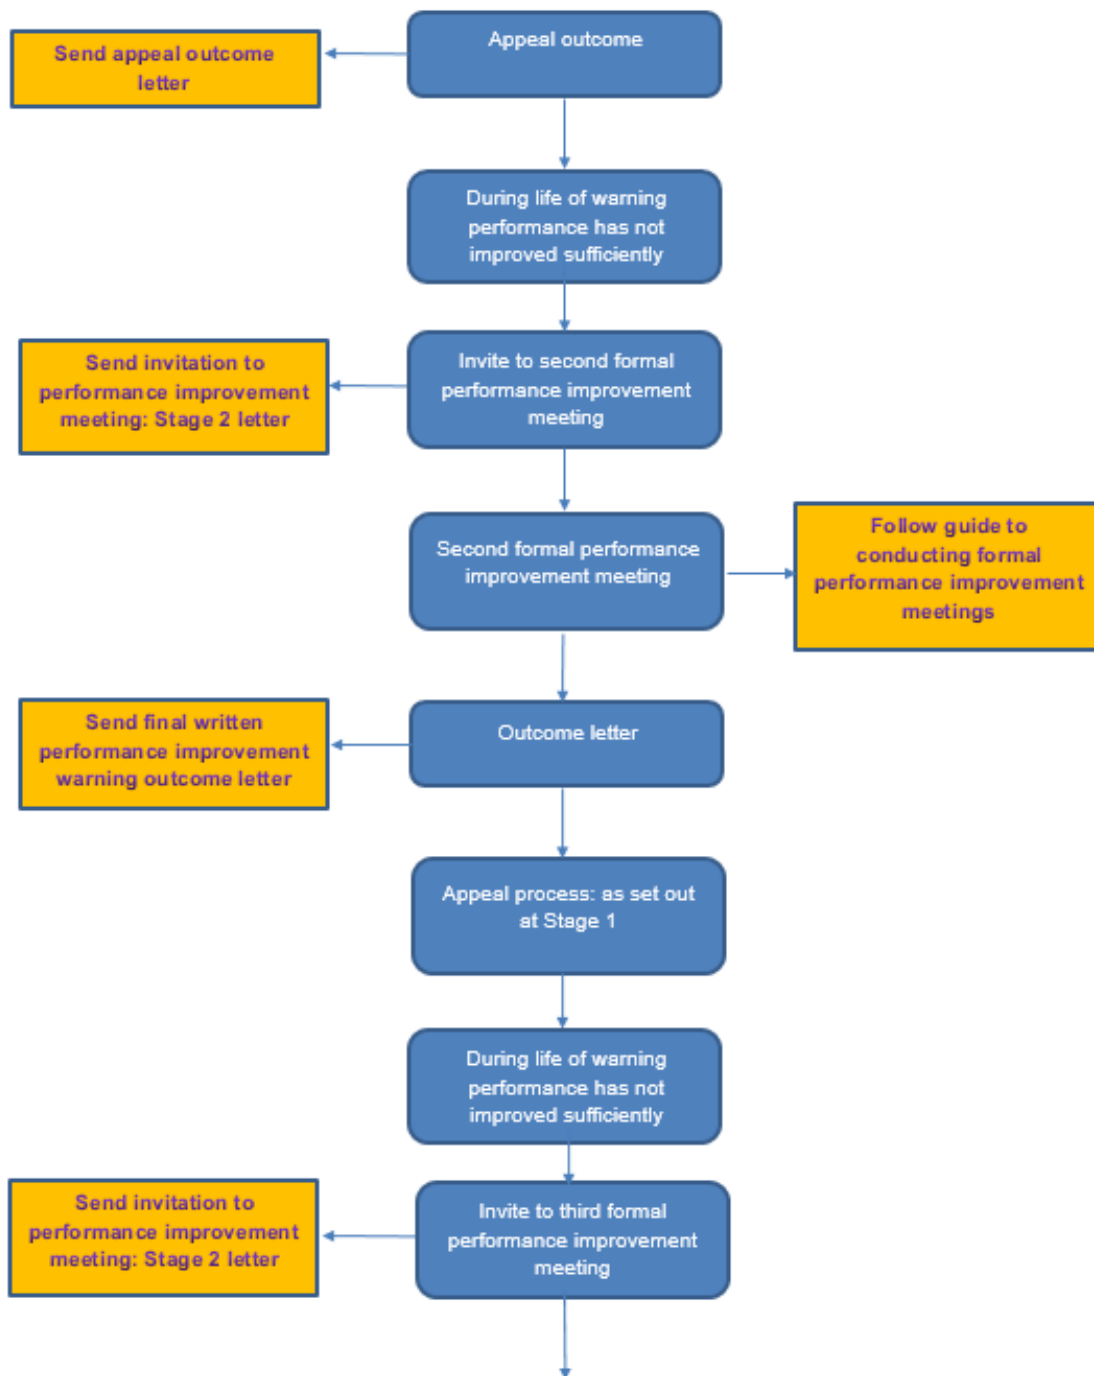 Appeal outcome
Send appeal outcome
letter
During life of warning
performance has not
improved sufficiently
Send invitation to
performance improvement
meeting: Stage 2 letter
Invite to second formal
performance improvement
meeting
Second formal performance
improvement meeting
Follow guide to
conducting formal
performance improvement
meetings
Send final written
performance improvement
warning outcome letter
Outcome letter
Appeal process: as set out
at Stage 1
During life of warning
performance has not
improved sufficiently
Send invitation to
performance improvement
meeting: Stage 2 letter
Invite to third formal
performance improvement
meeting